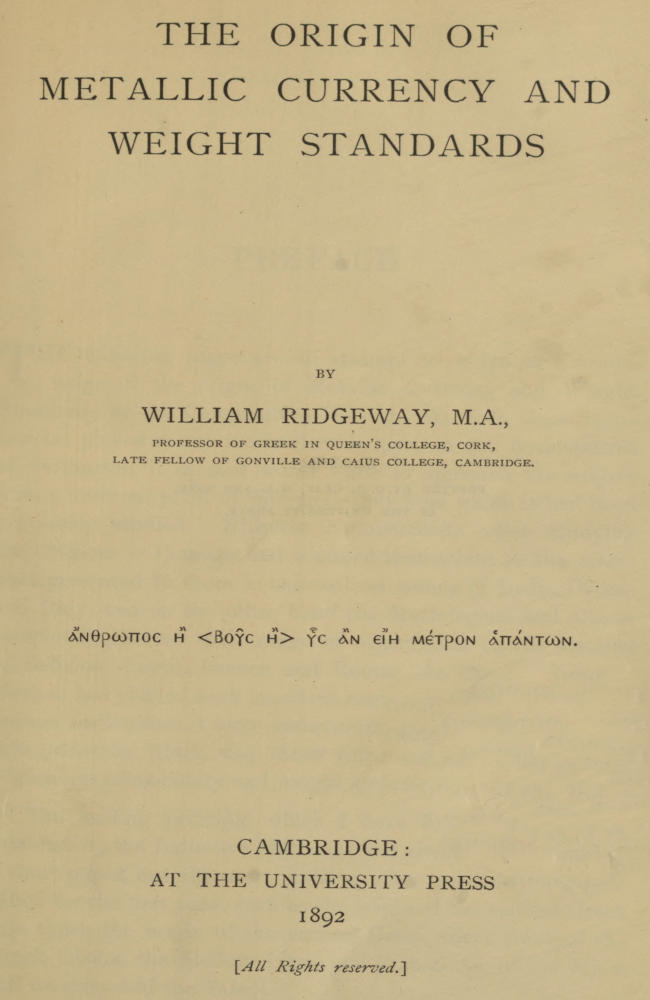 THE ORIGIN OF
METALLIC CURRENCY AND
WEIGHT STANDARDS
BY
WILLIAM RIDGEWAY, M.A.,
PROFESSOR OF GREEK IN QUEEN'S COLLEGE, CORK,
LATE FELLOW OF GONVILLE AND CAIUS COLLEGE, CAMBRIDGE.
ἄνθρωπος ἢ <βοῦς ἢ> ὗς ἂν εἴη μέτρον ἁπάντων.
CAMBRIDGE:
AT THE UNIVERSITY PRESS
1892
[All Rights reserved.]